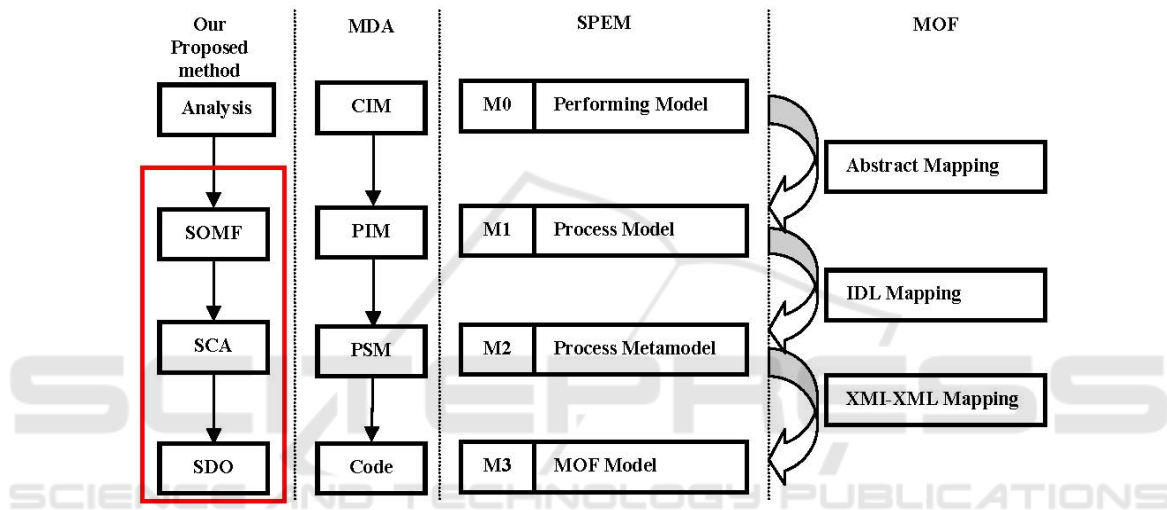 Our Proposed method
MDA
SPEM
MOF
Analysis
CIM
M0 Performing Model
Abstract Mapping
SOMF
PIM
M1 Process Model
IDL Mapping
SCA
PSM
M2 Process Metamodel
XMI-XML Mapping
SDO
Code
M3 MOF Model
SCITEPRESS
SCIENCE AND TECHNOLOGY PUBLICATIONS